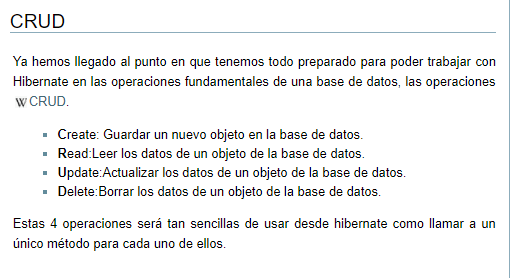 CRUD
Ya hemos llegado al punto en que tenemos todo preparado para poder trabajar con
Hibernate en las operaciones fundamentales de una base de datos, las operaciones
W CRUD.
Create: Guardar un nuevo objeto en la base de datos.
Read:Leer los datos de un objeto de la base de datos.
Update:Actualizar los datos de un objeto de la base de datos.
Delete:Borrar los datos de un objeto de la base de datos.
Estas 4 operaciones será tan sencillas de usar desde hibernate como llamar a un
único método para cada uno de ellos.